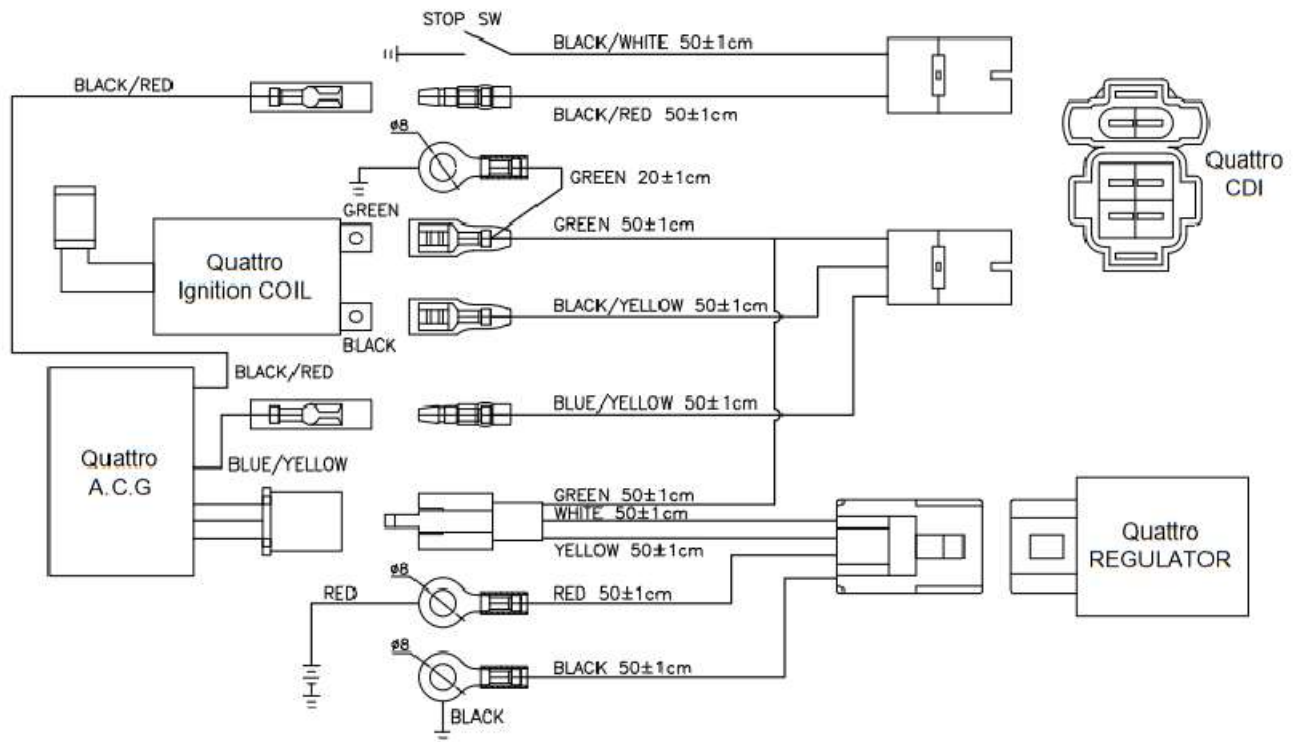 STOP SW
BLACK/WHITE 50±1cm
BLACK/RED
BLACK/RED 50±1cm
ø8
GREEN 20±1cm
Quattro
CDI
GREEN
GREEN 50±1cm
Quattro
Ignition COIL
BLACK/YELLOW 50±1cm
BLACK
BLACK/RED
BLUE/YELLOW 50±1cm
Quattro
A.C.G
BLUE/YELLOW
GREEN 50±1cm
WHITE 50±1cm
YELLOW 50±1cm
Quattro
REGULATOR
ø8
RED
RED 50±1cm
ø8
BLACK 50±1cm
BLACK